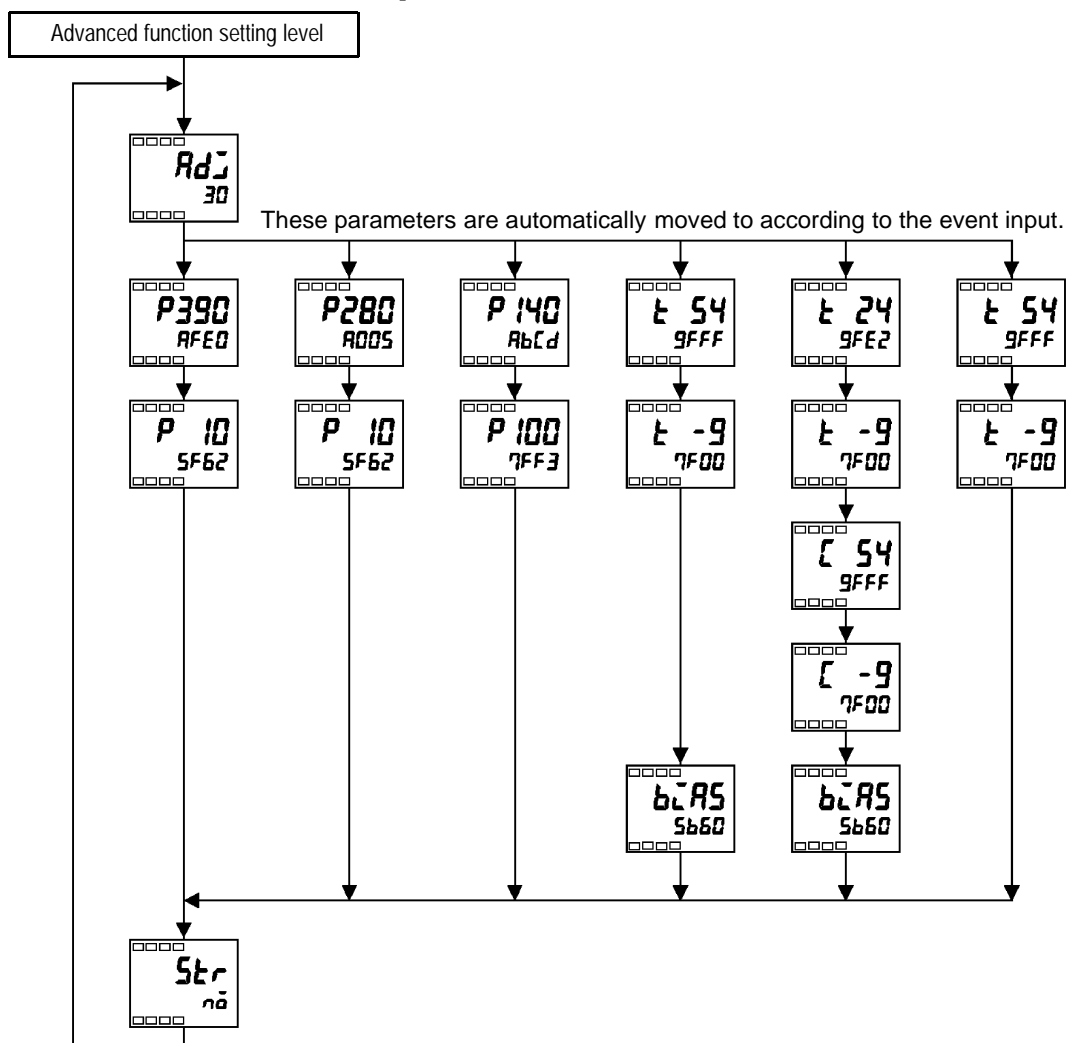 Advanced function setting level
Adj
30
These parameters are automatically moved to according to the event input.
P390 P280 P140 t 54 t 24 t 54
AFE0 A005 AbCd 9FFF 9FE2 9FFF
P 10 P 10 P100 t -9 t -9 t -9
5F62 5F62 7FF3 7F00 7F00 7F00
C 54
9FFF
C -9
7F00
biAS biAS
5b60 5b60
Str
no